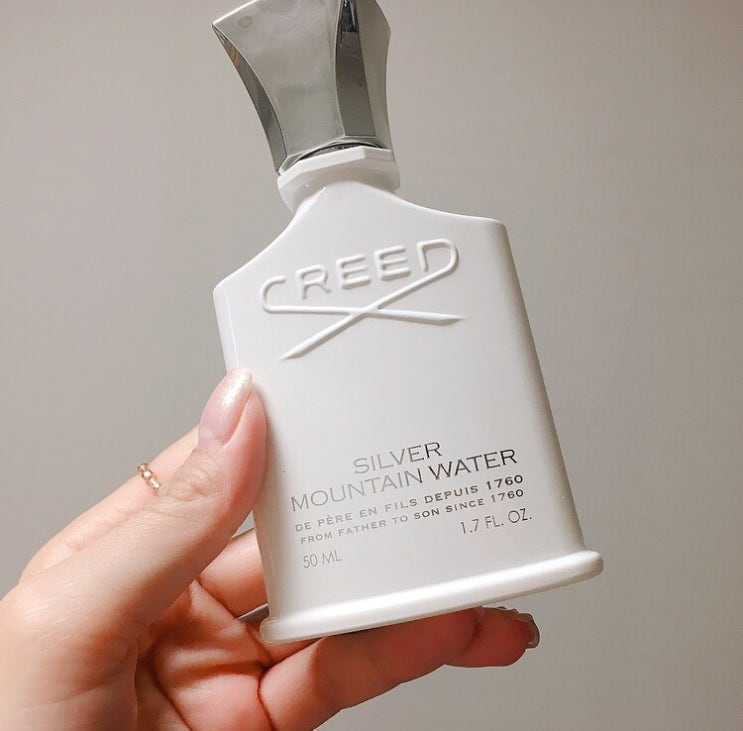 CREED
SILVER
MOUNTAIN WATER
DE PÈRE EN FILS DEPUIS 1760
FROM FATHER TO SON SINCE 1760
50 ML 1.7 FL. OZ.